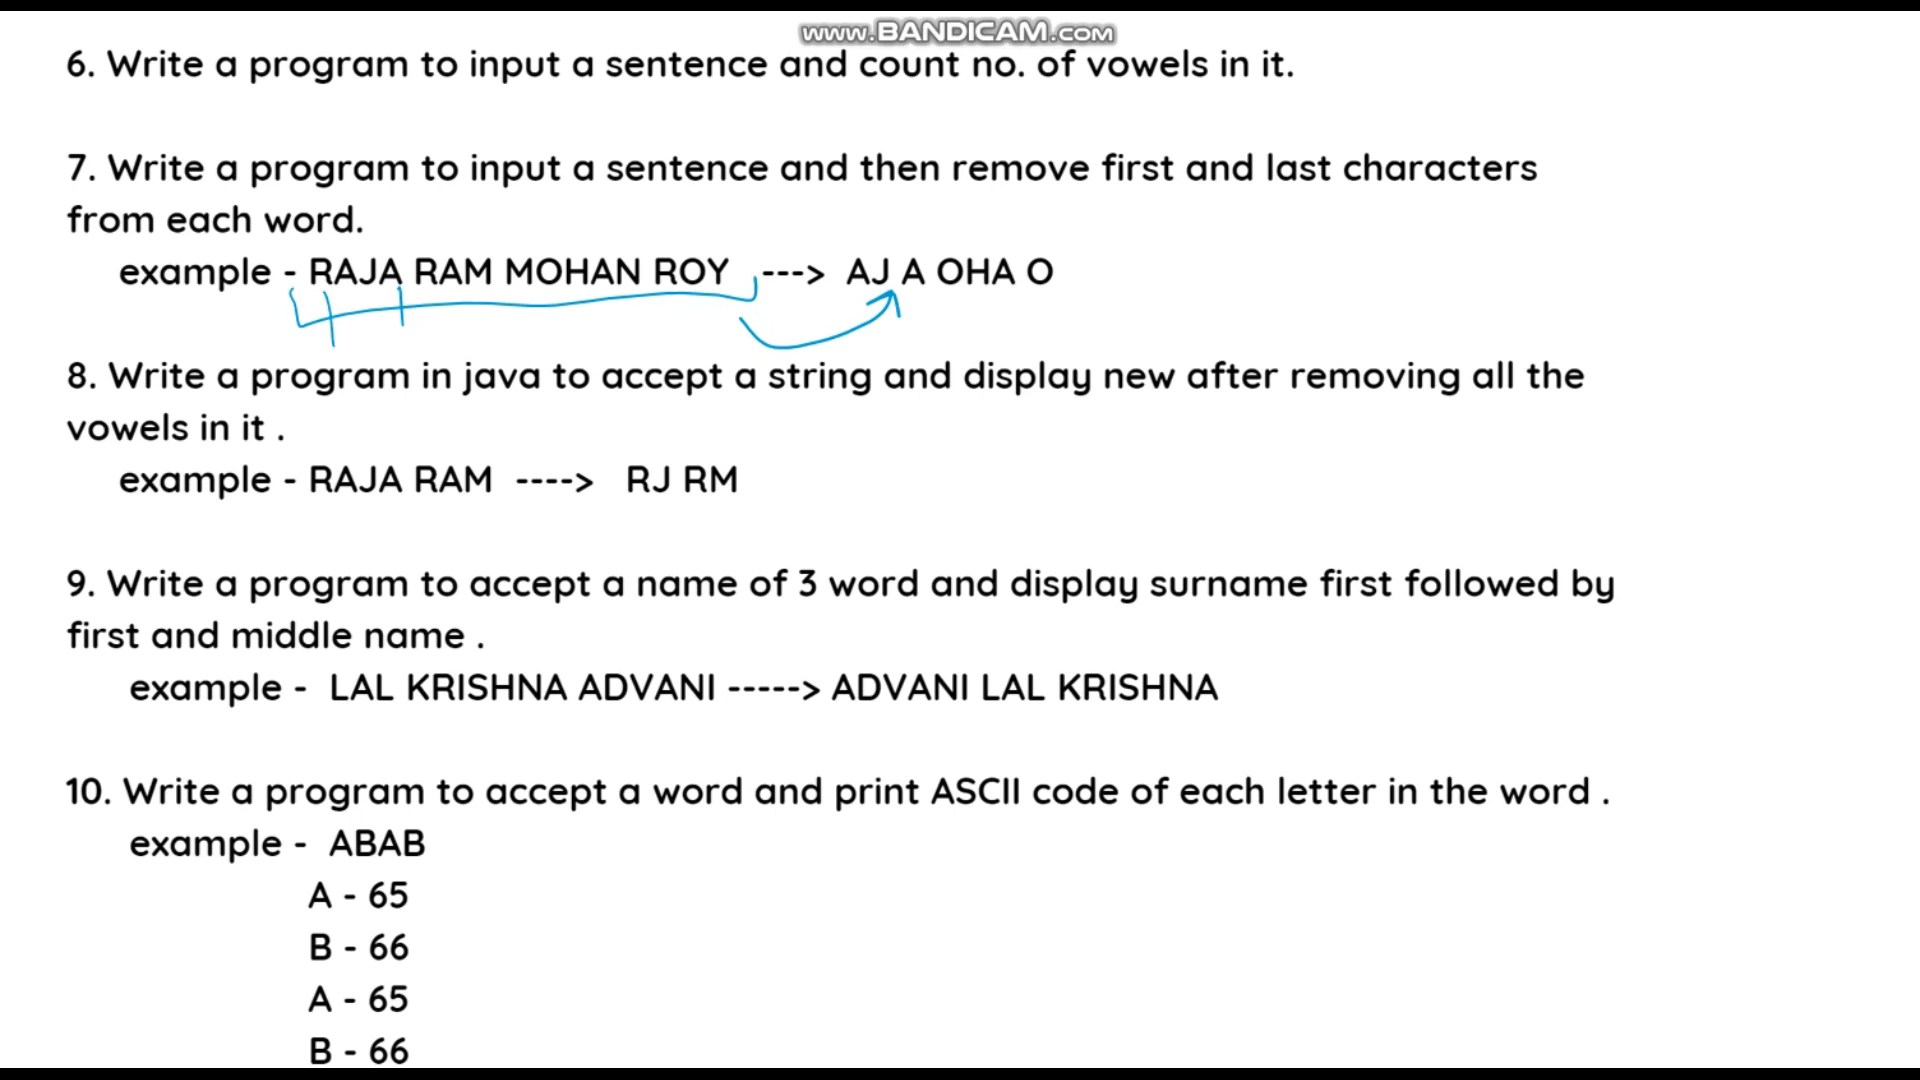 www.BANDICAM.com
6. Write a program to input a sentence and count no. of vowels in it.
7. Write a program to input a sentence and then remove first and last characters
from each word.
example - RAJA RAM MOHAN ROY ---> AJ A OHA O
8. Write a program in java to accept a string and display new after removing all the
vowels in it .
example - RAJA RAM ----> RJ RM
9. Write a program to accept a name of 3 word and display surname first followed by
first and middle name .
example - LAL KRISHNA ADVANI -----> ADVANI LAL KRISHNA
10. Write a program to accept a word and print ASCII code of each letter in the word .
example - ABAB
A - 65
B - 66
A - 65
B - 66